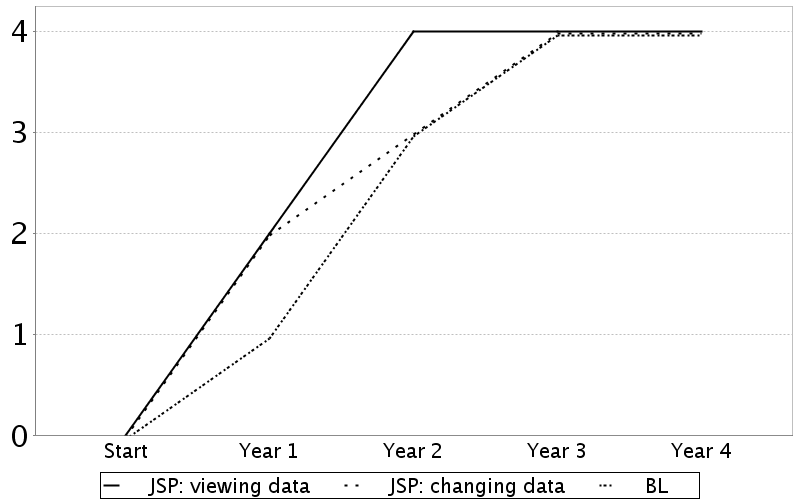 4
3
2
1
0
Start Year 1 Year 2 Year 3 Year 4
JSP: viewing data JSP: changing data BL